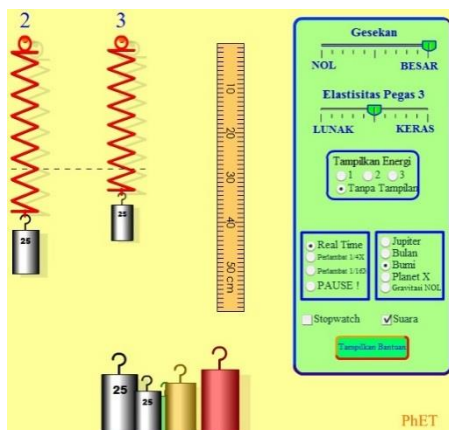 2 3
Gesekan
NOL BESAR
Elastisitas Pegas 3
LUNAK KERAS
Tampilkan Energi
1 2 3
Tanpa Tampilan
Real Time
Perlambat 1/4X
Perlambat 1/16X
PAUSE !
Jupiter
Bulan
Bumi
Planet X
Gravitasi NOL
Stopwatch Suara
Tampilkan Bantuan
10
20
30
40
50 cm
25
25
25
25
PhET